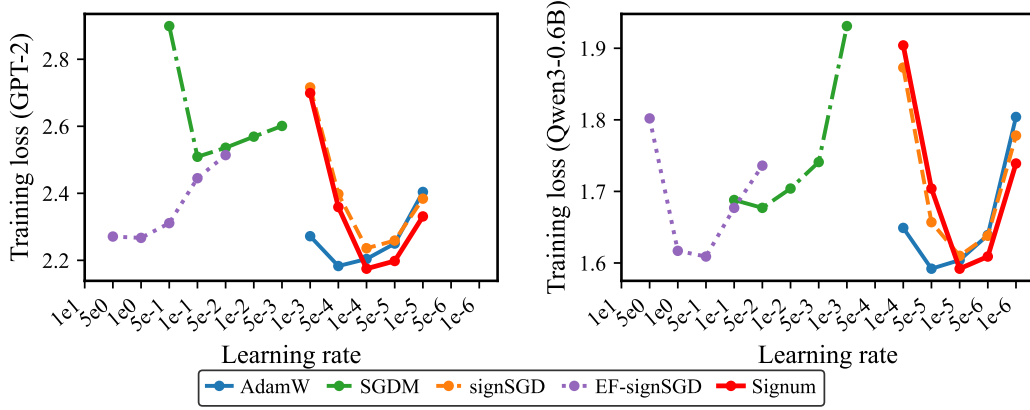 Training loss (GPT-2)
2.8
2.6
2.4
2.2
1e1
5e0
1e0
5e-1
1e-1
5e-2
1e-2
5e-3
1e-3
5e-4
1e-4
5e-5
1e-5
5e-6
1e-6
Learning rate
Training loss (Qwen3-0.6B)
1.9
1.8
1.7
1.6
1e1
5e0
1e0
5e-1
1e-1
5e-2
1e-2
5e-3
1e-3
5e-4
1e-4
5e-5
1e-5
5e-6
1e-6
Learning rate
AdamW SGDM signSGD EF-signSGD Signum